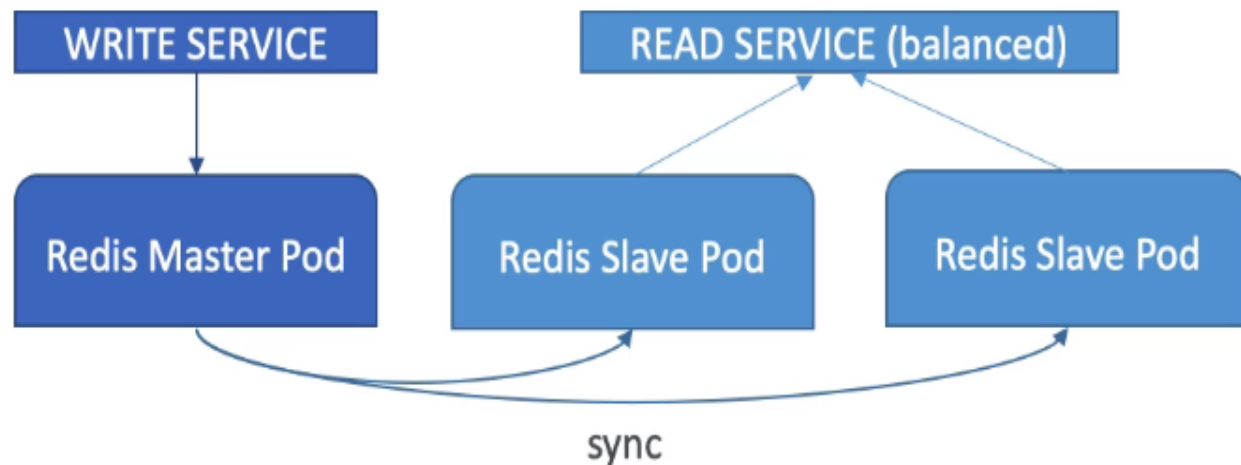 WRITE SERVICE
READ SERVICE (balanced)
Redis Master Pod
Redis Slave Pod
Redis Slave Pod
sync